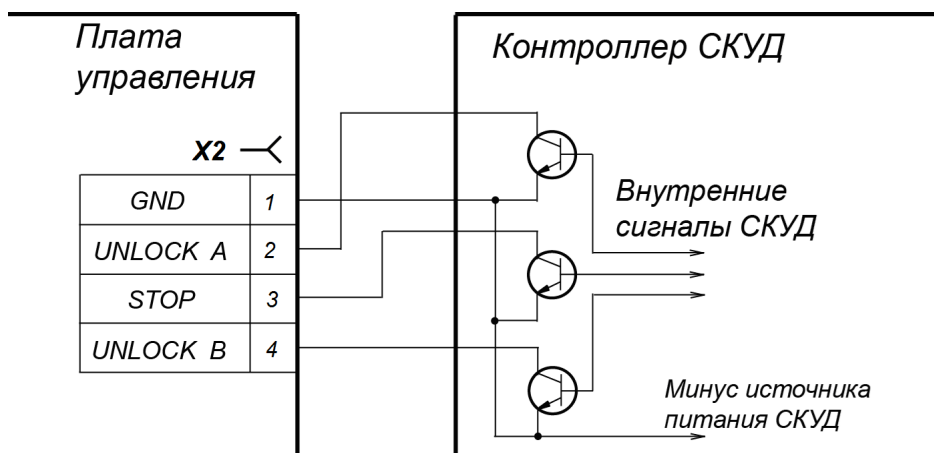 Плата
управления
Контроллер СКУД
X2
GND 1
UNLOCK A 2
STOP 3
UNLOCK B 4
Внутренние
сигналы СКУД
Минус источника
питания СКУД